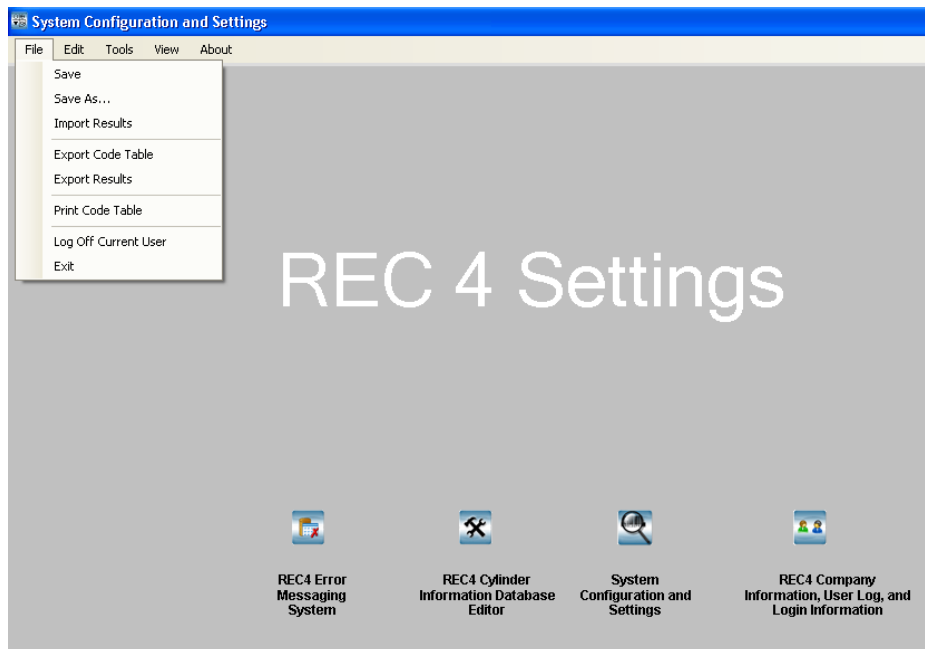 System Configuration and Settings
File Edit Tools View About
Save
Save As...
Import Results
Export Code Table
Export Results
Print Code Table
Log Off Current User
Exit
REC 4 Settings
REC4 Error
Messaging
System
REC4 Cylinder
Information Database
Editor
System
Configuration and
Settings
REC4 Company
Information, User Log, and
Login Information